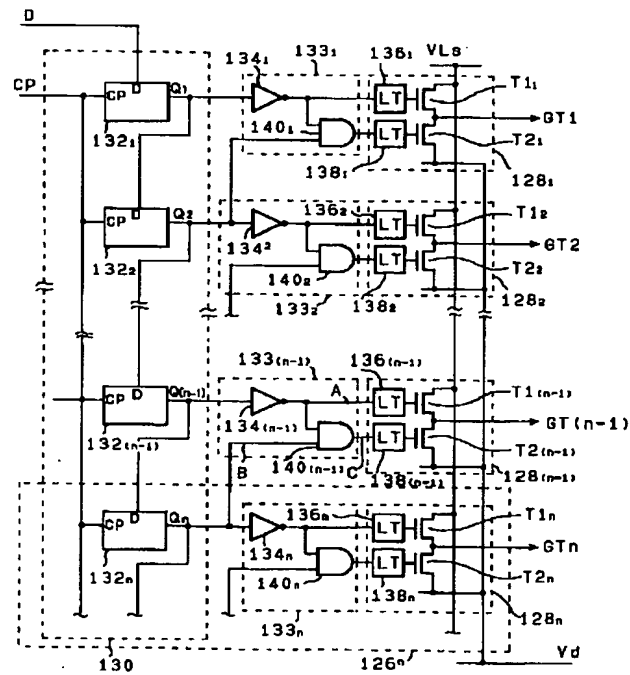 D
134₁ 133₁ 136₁ VLs
CP CP D Q₁ LT T1₁
GT1
132₁ 140₁ LT T2₁
138₁ 128₁
D 136₂
CP Q₂ LT T1₂
GT2
132₂ 134² LT T2₂
140₂ 138₂ 128₂
133₂
133(n-1) 136(n-1)
D Q(n-1) A LT T1(n-1)
CP GT(n-1)
132(n-1) 134(n-1) LT T2(n-1)
B 140(n-1) C 138(n-1) 128(n-1)
D 136n
CP Qn LT T1n
GTn
132n 134n LT T2n
140n 138n
128n
133n
130 126n Vd